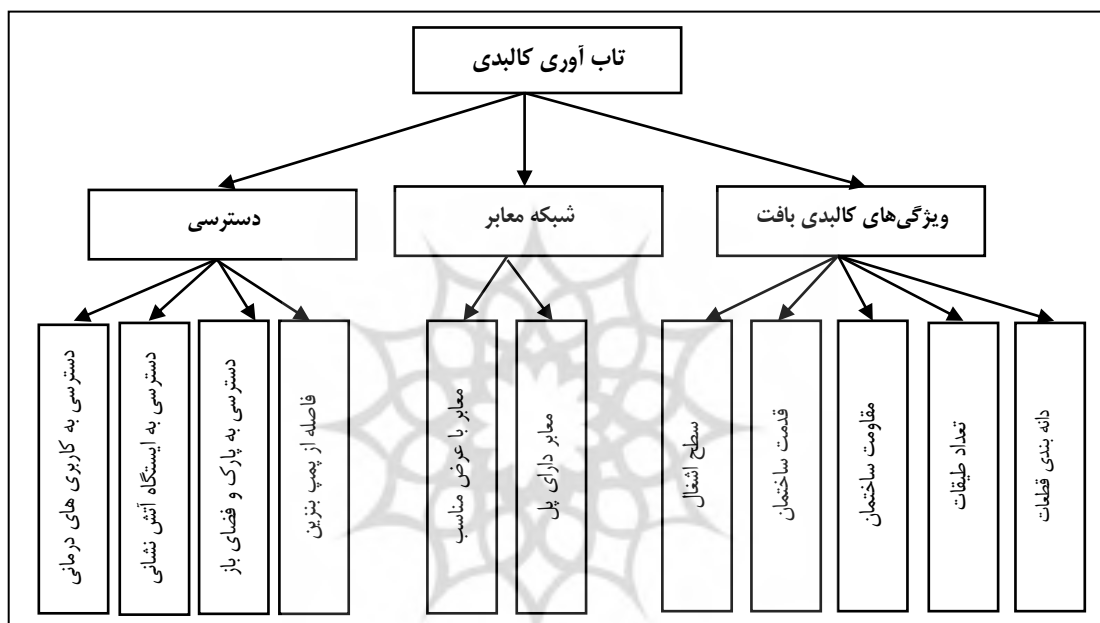 تاب آوری کالبدی
ویژگی‌های کالبدی بافت
شبکه معابر
دسترسی
دانه بندی قطعات
تعداد طبقات
مقاومت ساختمان
قدمت ساختمان
سطح اشغال
معابر دارای پل
معابر با عرض مناسب
فاصله از پمپ بنزین
دسترسی به پارک و فضای باز
دسترسی به ایستگاه آتش نشانی
دسترسی به کاربری های درمانی